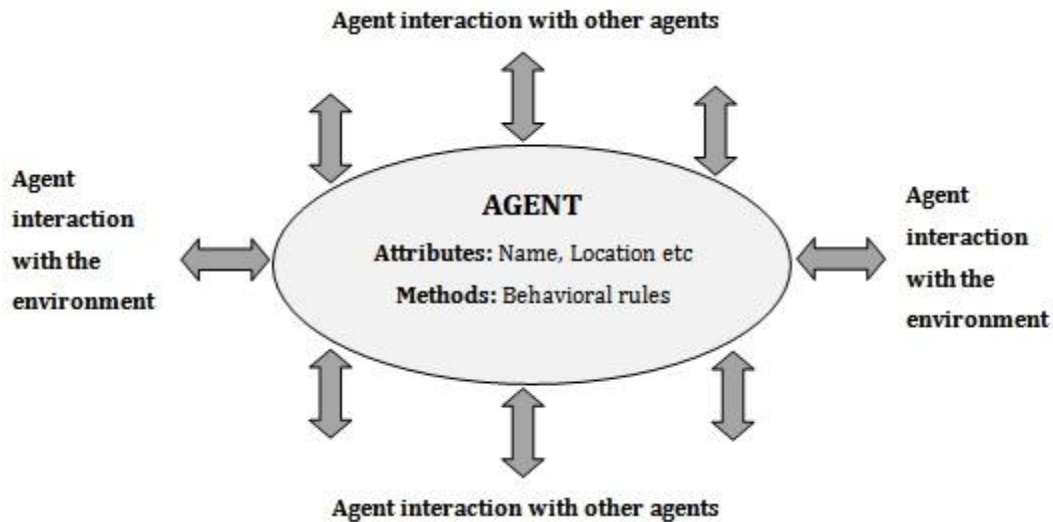 Agent interaction with other agents
Agent
interaction
with the
environment
AGENT
Attributes: Name, Location etc
Methods: Behavioral rules
Agent
interaction
with the
environment
Agent interaction with other agents